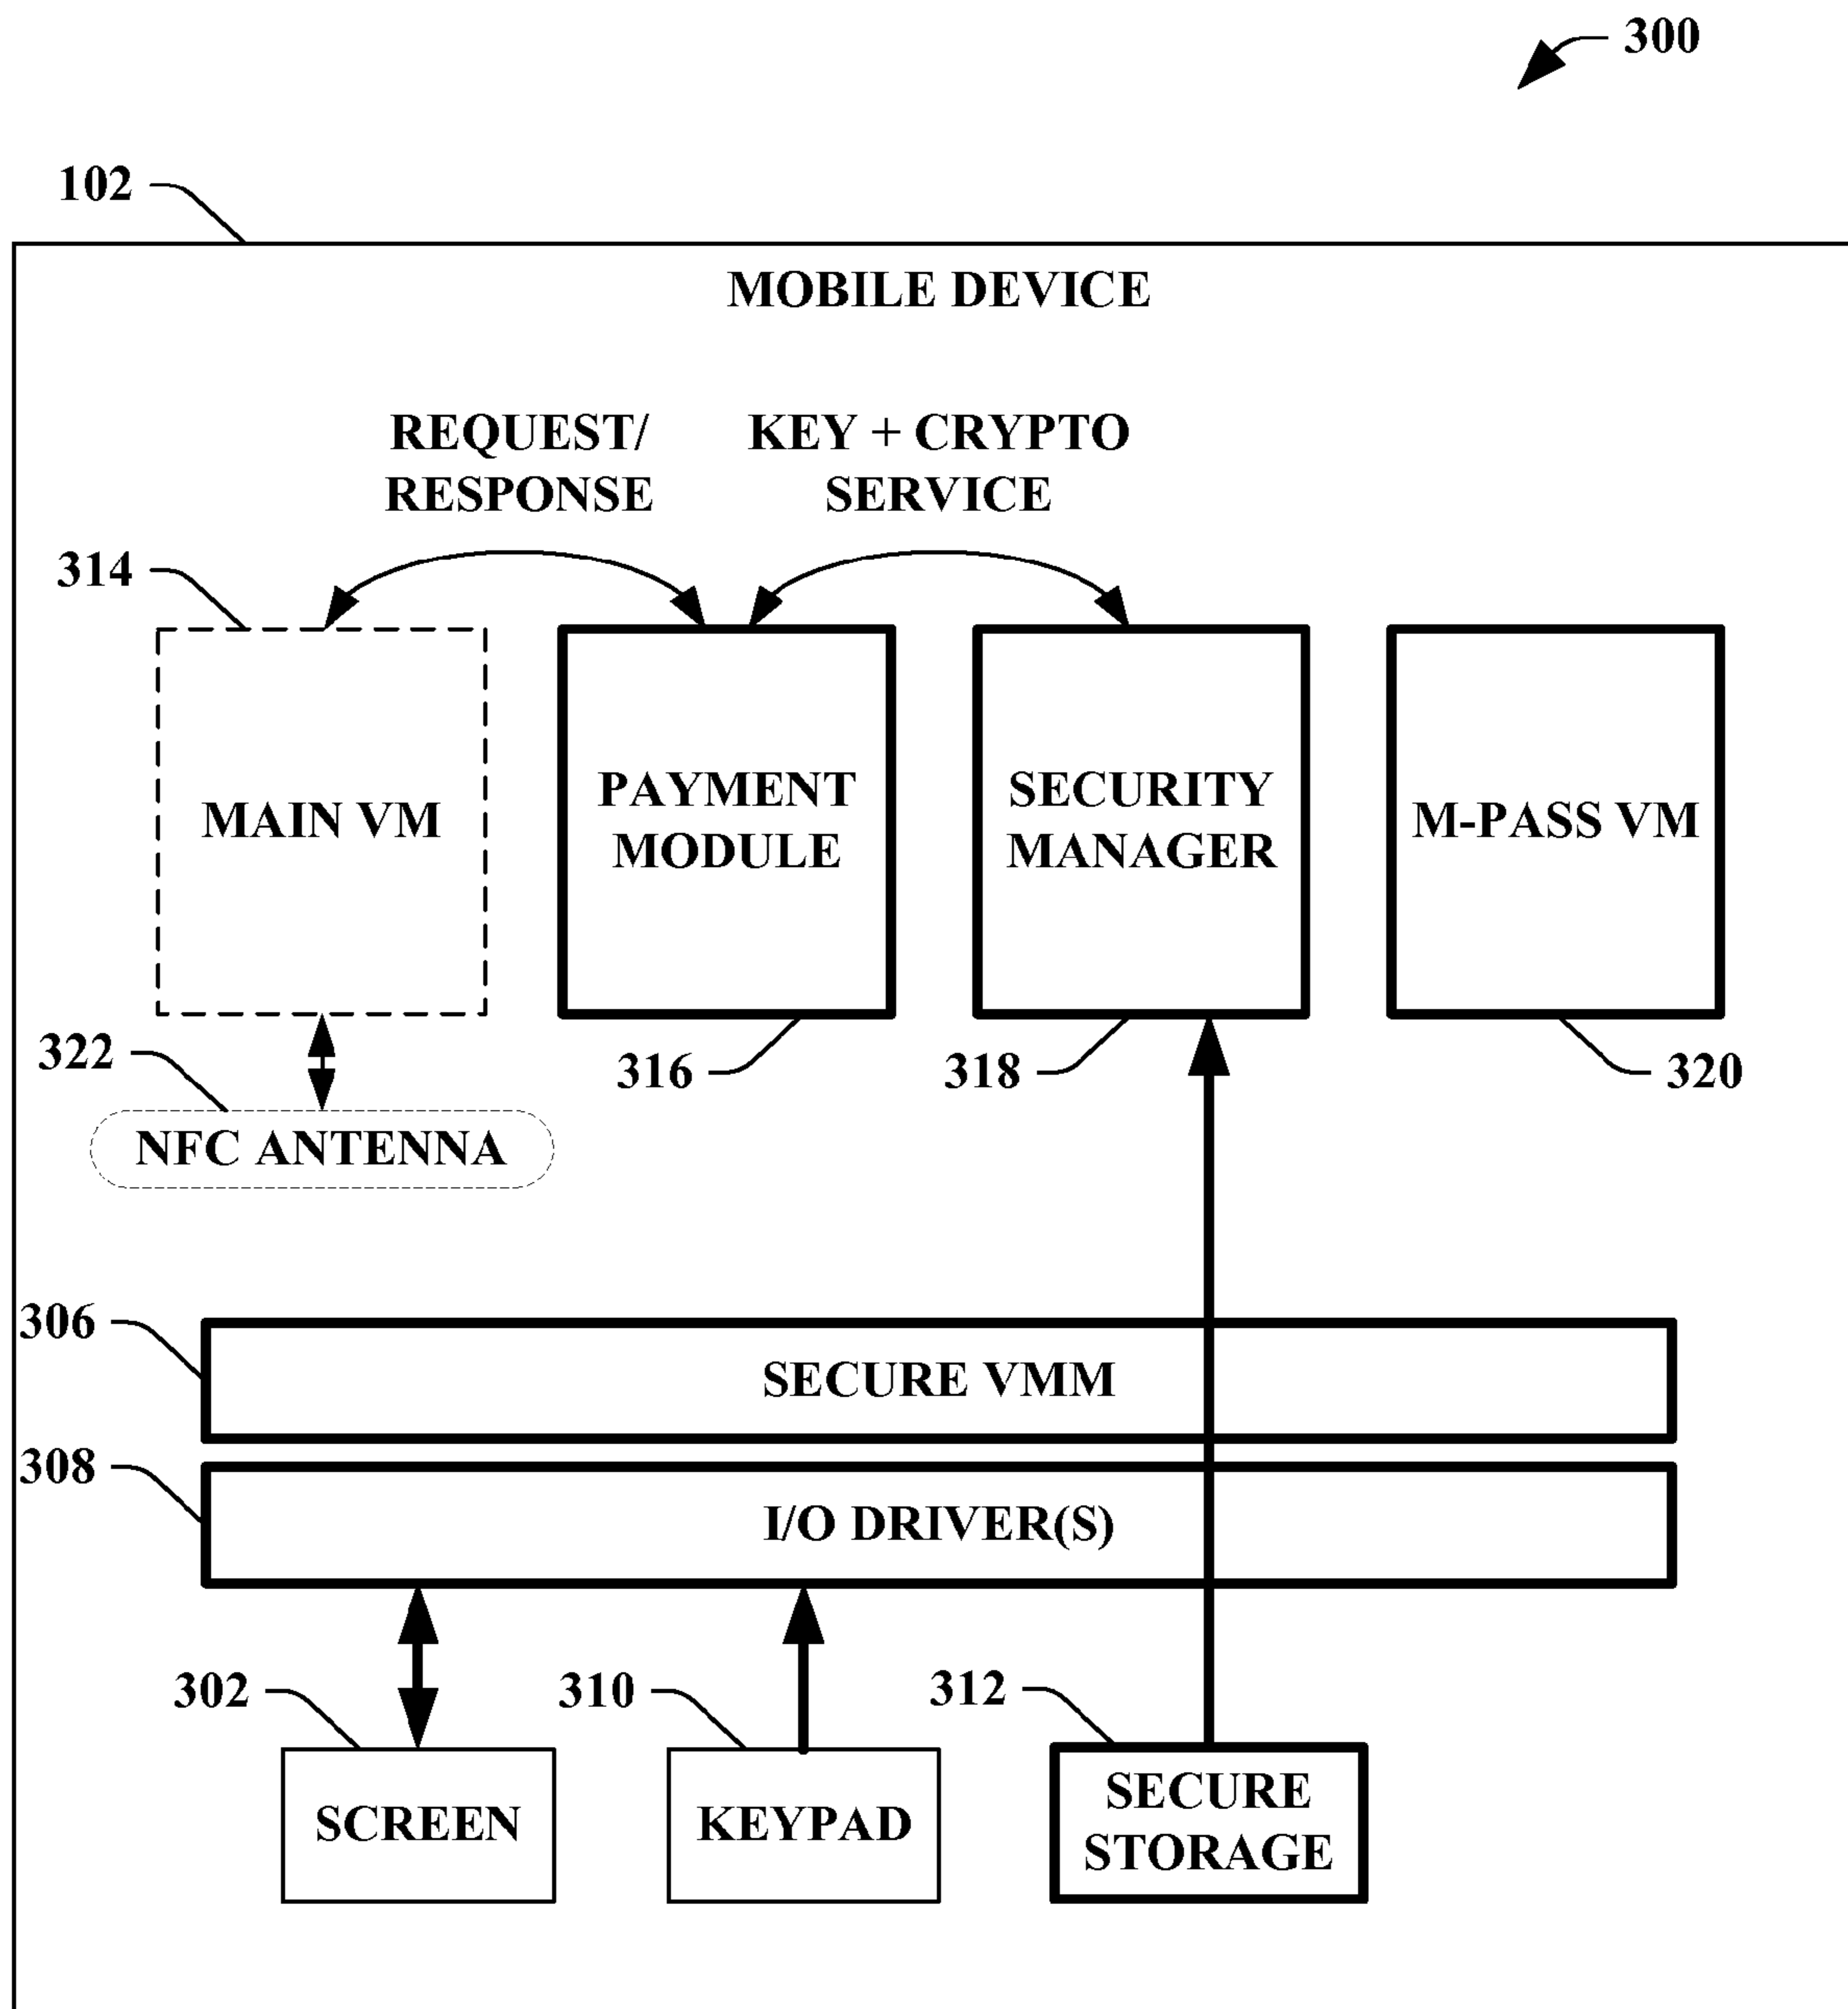 300
102
MOBILE DEVICE
REQUEST/
RESPONSE
KEY + CRYPTO
SERVICE
314
MAIN VM
PAYMENT
MODULE
SECURITY
MANAGER
M-PASS VM
322
316
318
320
NFC ANTENNA
306
SECURE VMM
308
I/O DRIVER(S)
302
310
312
SCREEN
KEYPAD
SECURE
STORAGE